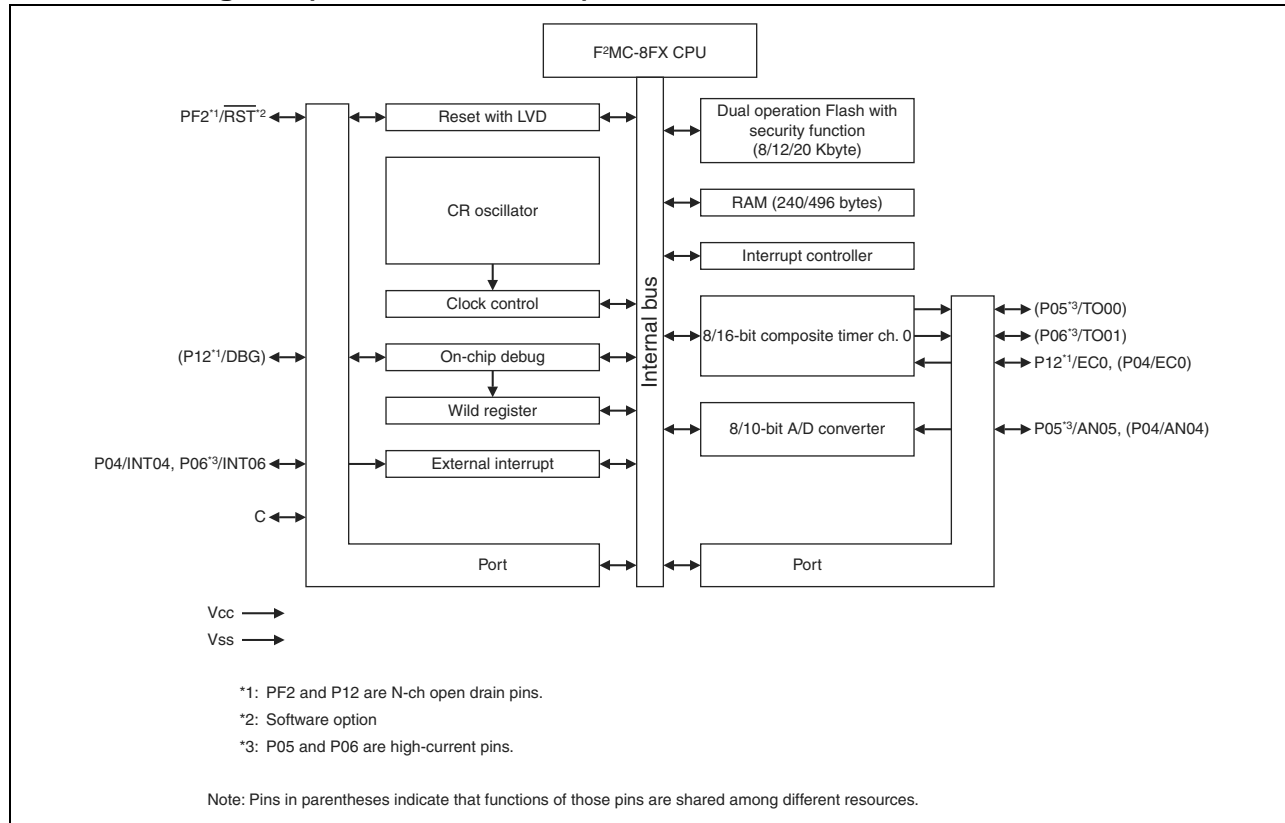 F²MC-8FX CPU
PF2*1/RST*2
Reset with LVD
Dual operation Flash with
security function
(8/12/20 Kbyte)
CR oscillator
RAM (240/496 bytes)
Interrupt controller
Clock control
Internal bus
8/16-bit composite timer ch. 0
(P05*3/TO00)
(P06*3/TO01)
P12*1/EC0, (P04/EC0)
(P12*1/DBG)
On-chip debug
Wild register
8/10-bit A/D converter
P05*3/AN05, (P04/AN04)
P04/INT04, P06*3/INT06
External interrupt
C
Port
Port
Vcc
Vss
*1: PF2 and P12 are N-ch open drain pins.
*2: Software option
*3: P05 and P06 are high-current pins.
Note: Pins in parentheses indicate that functions of those pins are shared among different resources.